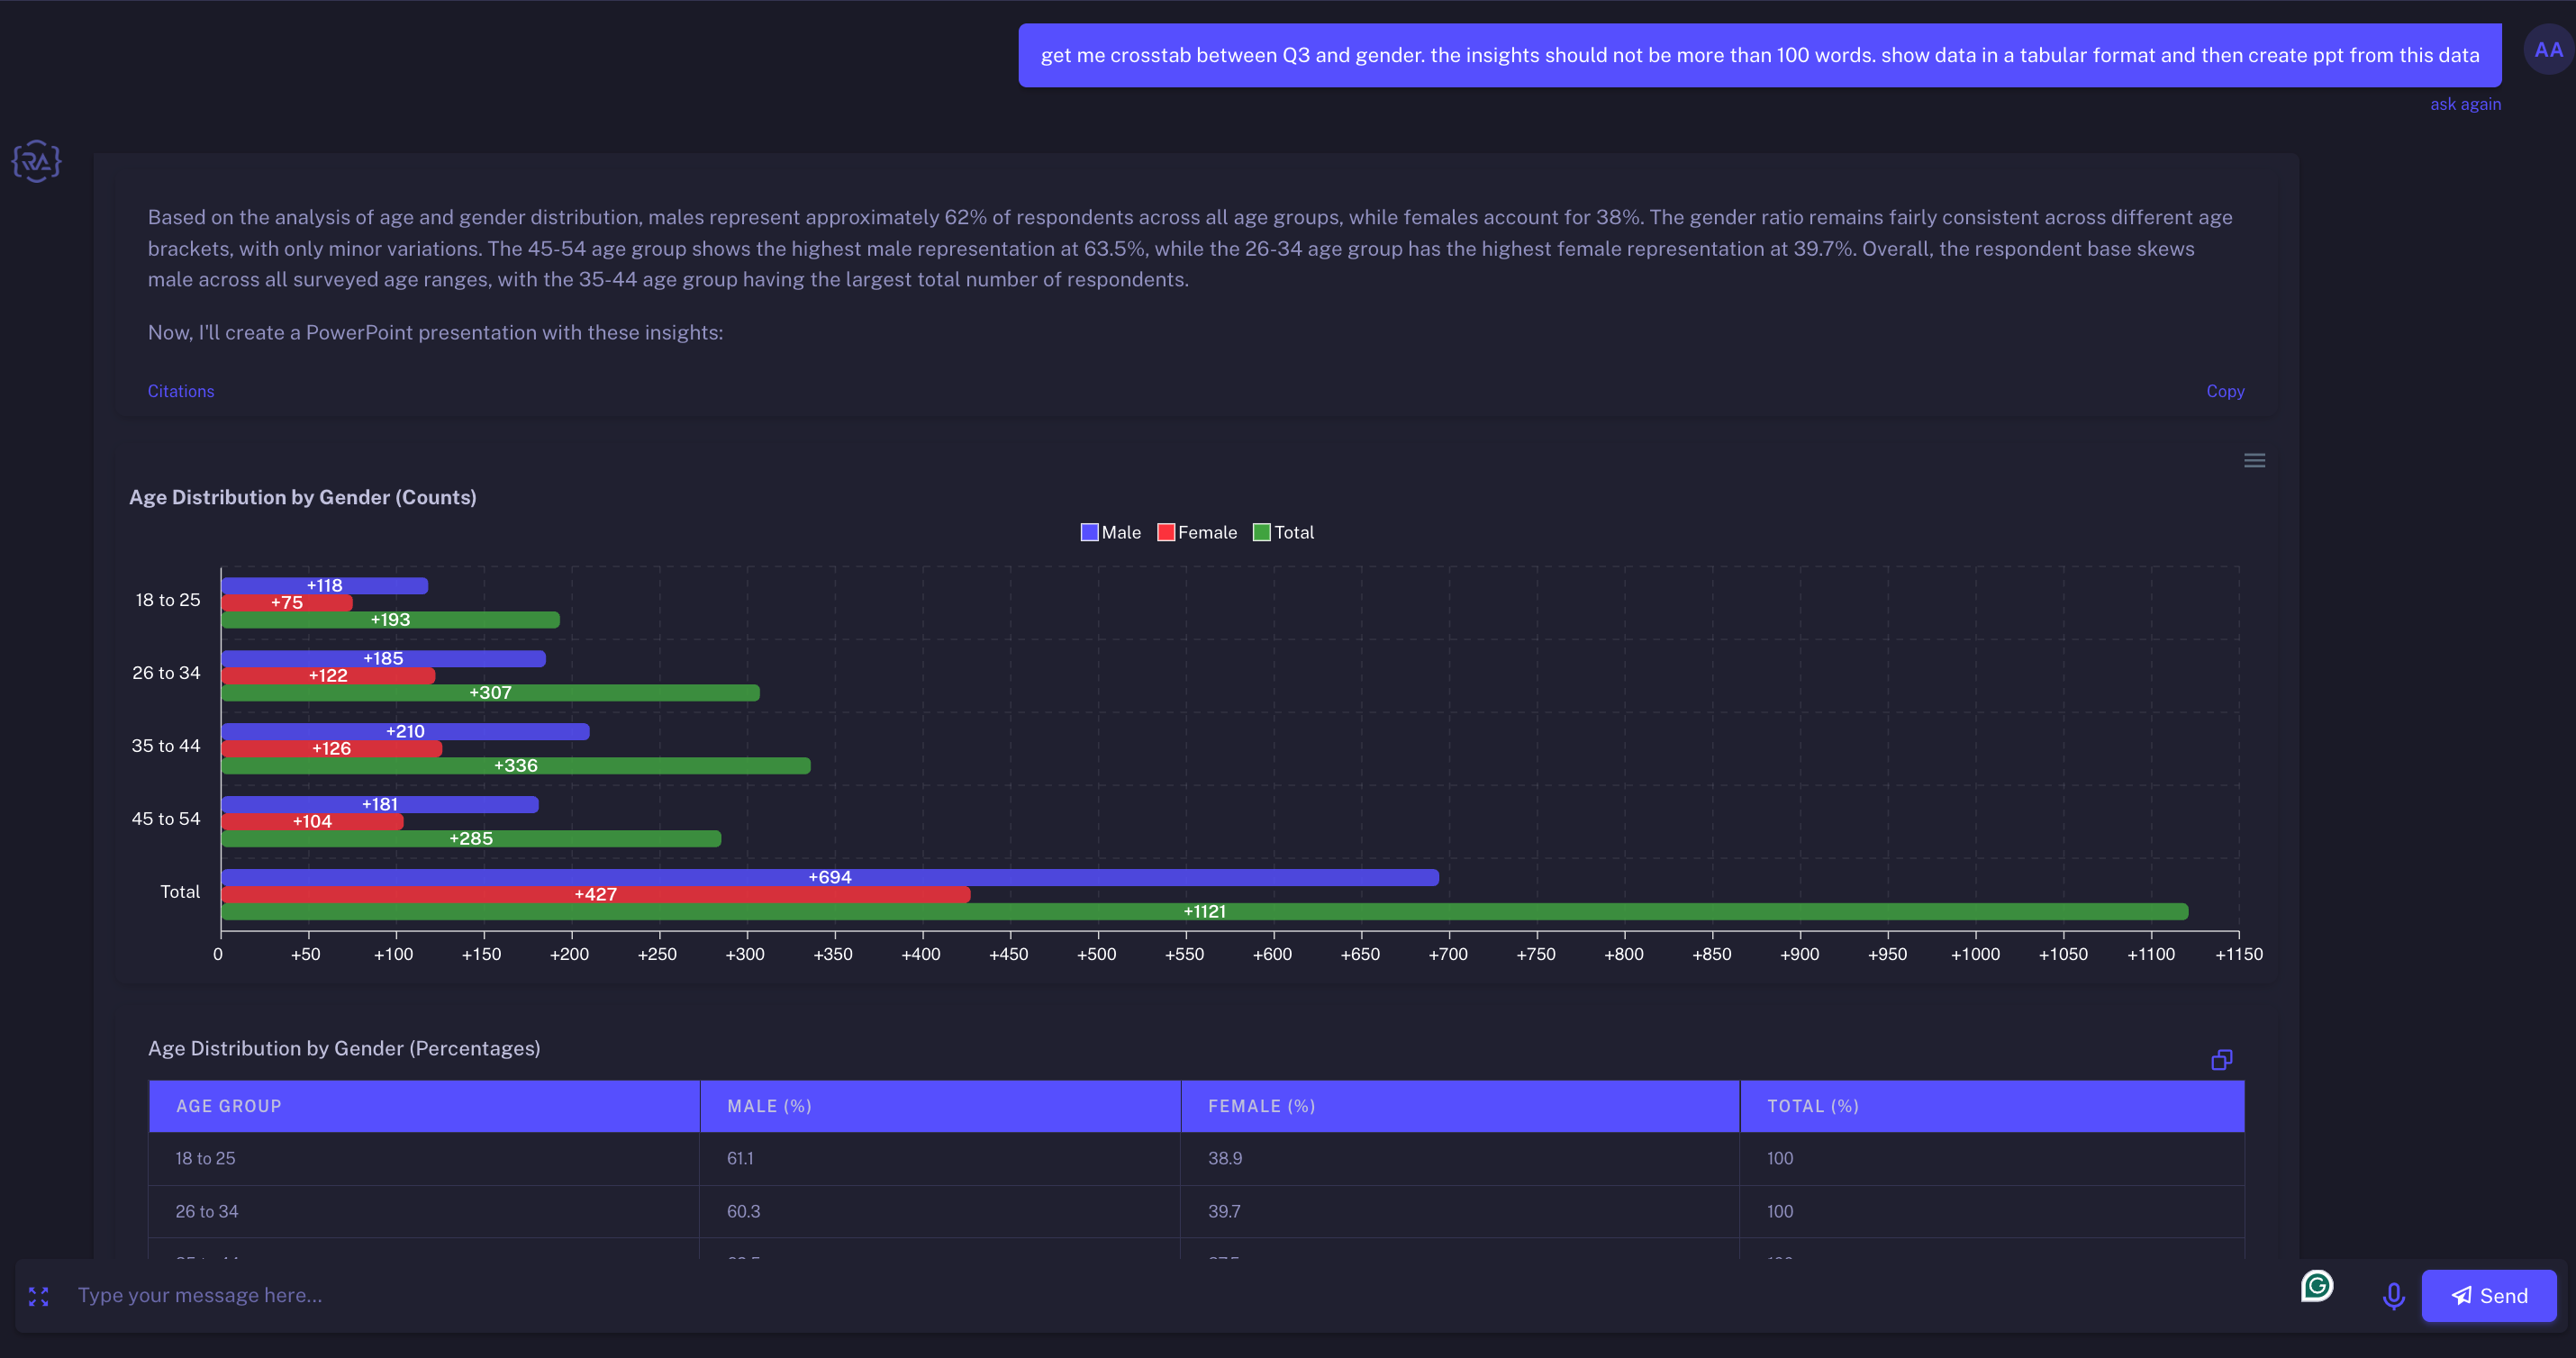 get me crosstab between Q3 and gender. the insights should not be more than 100 words. show data in a tabular format and then create ppt from this data
AA
ask again
RA
Based on the analysis of age and gender distribution, males represent approximately 62% of respondents across all age groups, while females account for 38%. The gender ratio remains fairly consistent across different age
brackets, with only minor variations. The 45-54 age group shows the highest male representation at 63.5%, while the 26-34 age group has the highest female representation at 39.7%. Overall, the respondent base skews
male across all surveyed age ranges, with the 35-44 age group having the largest total number of respondents.
Now, I'll create a PowerPoint presentation with these insights:
Citations Copy
Age Distribution by Gender (Counts)
Male Female Total
+118
18 to 25 +75
+193
+185
26 to 34 +122
+307
+210
35 to 44 +126
+336
+181
45 to 54 +104
+285
+694
Total +427
+1121
0 +50 +100 +150 +200 +250 +300 +350 +400 +450 +500 +550 +600 +650 +700 +750 +800 +850 +900 +950 +1000 +1050 +1100 +1150
Age Distribution by Gender (Percentages)
AGE GROUP MALE (%) FEMALE (%) TOTAL (%)
18 to 25 61.1 38.9 100
26 to 34 60.3 39.7 100
Type your message here... G Send